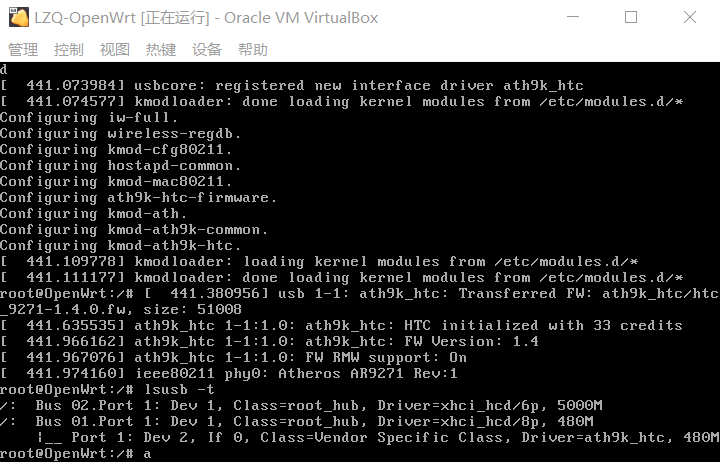 LZQ-OpenWrt [正在运行] - Oracle VM VirtualBox
管理 控制 视图 热键 设备 帮助
d
[  441.073984] usbcore: registered new interface driver ath9k_htc
[  441.074577] kmodloader: done loading kernel modules from /etc/modules.d/*
Configuring iw-full.
Configuring wireless-regdb.
Configuring kmod-cfg80211.
Configuring hostapd-common.
Configuring kmod-mac80211.
Configuring ath9k-htc-firmware.
Configuring kmod-ath.
Configuring kmod-ath9k-common.
Configuring kmod-ath9k-htc.
[  441.109778] kmodloader: loading kernel modules from /etc/modules.d/*
[  441.111177] kmodloader: done loading kernel modules from /etc/modules.d/*
root@OpenWrt:/# [  441.380956] usb 1-1: ath9k_htc: Transferred FW: ath9k_htc/htc
_9271-1.4.0.fw, size: 51008
[  441.635535] ath9k_htc 1-1:1.0: ath9k_htc: HTC initialized with 33 credits
[  441.966162] ath9k_htc 1-1:1.0: ath9k_htc: FW Version: 1.4
[  441.967076] ath9k_htc 1-1:1.0: FW RMW support: On
[  441.974160] ieee80211 phy0: Atheros AR9271 Rev:1
root@OpenWrt:/# lsusb -t
/:  Bus 02.Port 1: Dev 1, Class=root_hub, Driver=xhci_hcd/6p, 5000M
/:  Bus 01.Port 1: Dev 1, Class=root_hub, Driver=xhci_hcd/8p, 480M
    |__ Port 1: Dev 2, If 0, Class=Vendor Specific Class, Driver=ath9k_htc, 480M
root@OpenWrt:/# a